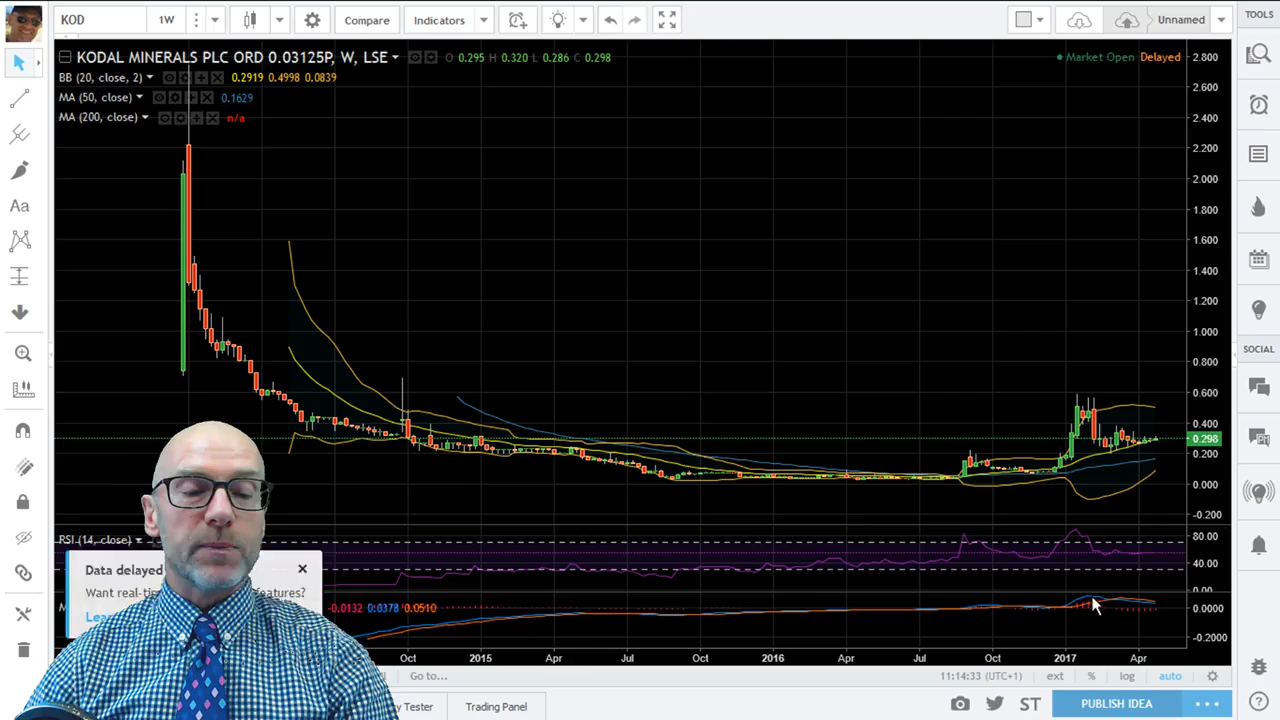 KOD 1W Compare Indicators Unnamed TOOLS
KODAL MINERALS PLC ORD 0.03125P, W, LSE O 0.295 H 0.320 L 0.286 C 0.298 Market Open Delayed
BB (20, close, 2) 0.2919 0.4998 0.0839
MA (50, close) 0.1629
MA (200, close) n/a
2.800
2.600
2.400
2.200
2.000
1.800
1.600
1.400
1.200
1.000
0.800
0.600
0.400
0.298
0.200
0.000
-0.200
SOCIAL
RSI (14, close)
80.00
40.00
0.00
Data delayed
Want real-ti features?
Lea
M -0.0132 0.0378 0.0510
0.0000
-0.2000
Oct 2015 Apr Jul Oct 2016 Apr Jul Oct 2017 Apr
Go to... 11:14:33 (UTC+1) ext % log auto
y Tester Trading Panel ST PUBLISH IDEA
Aa